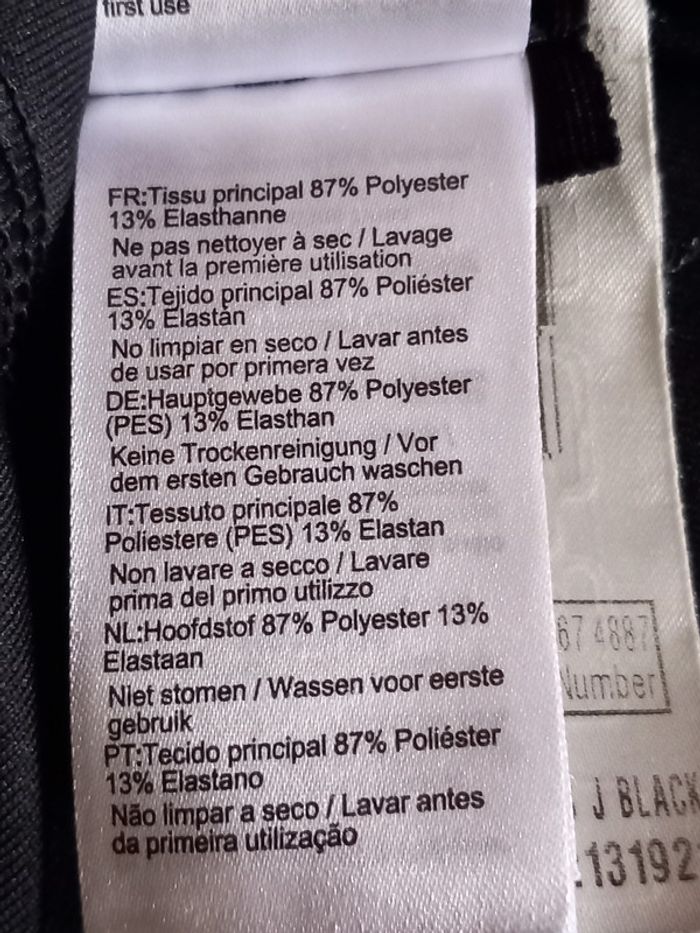 first use
FR:Tissu principal 87% Polyester
13% Elasthanne
Ne pas nettoyer à sec / Lavage
avant la première utilisation
ES:Tejido principal 87% Poliéster
13% Elastán
No limpiar en seco / Lavar antes
de usar por primera vez
DE:Hauptgewebe 87% Polyester
(PES) 13% Elasthan
Keine Trockenreinigung / Vor
dem ersten Gebrauch waschen
IT:Tessuto principale 87%
Poliestere (PES) 13% Elastan
Non lavare a secco / Lavare
prima del primo utilizzo
NL:Hoofdstof 87% Polyester 13%
Elastaan
Niet stomen / Wassen voor eerste
gebruik
PT:Tecido principal 87% Poliéster
13% Elastano
Não limpar a seco / Lavar antes
da primeira utilização
67 4887
Number
J BLACK
:13192